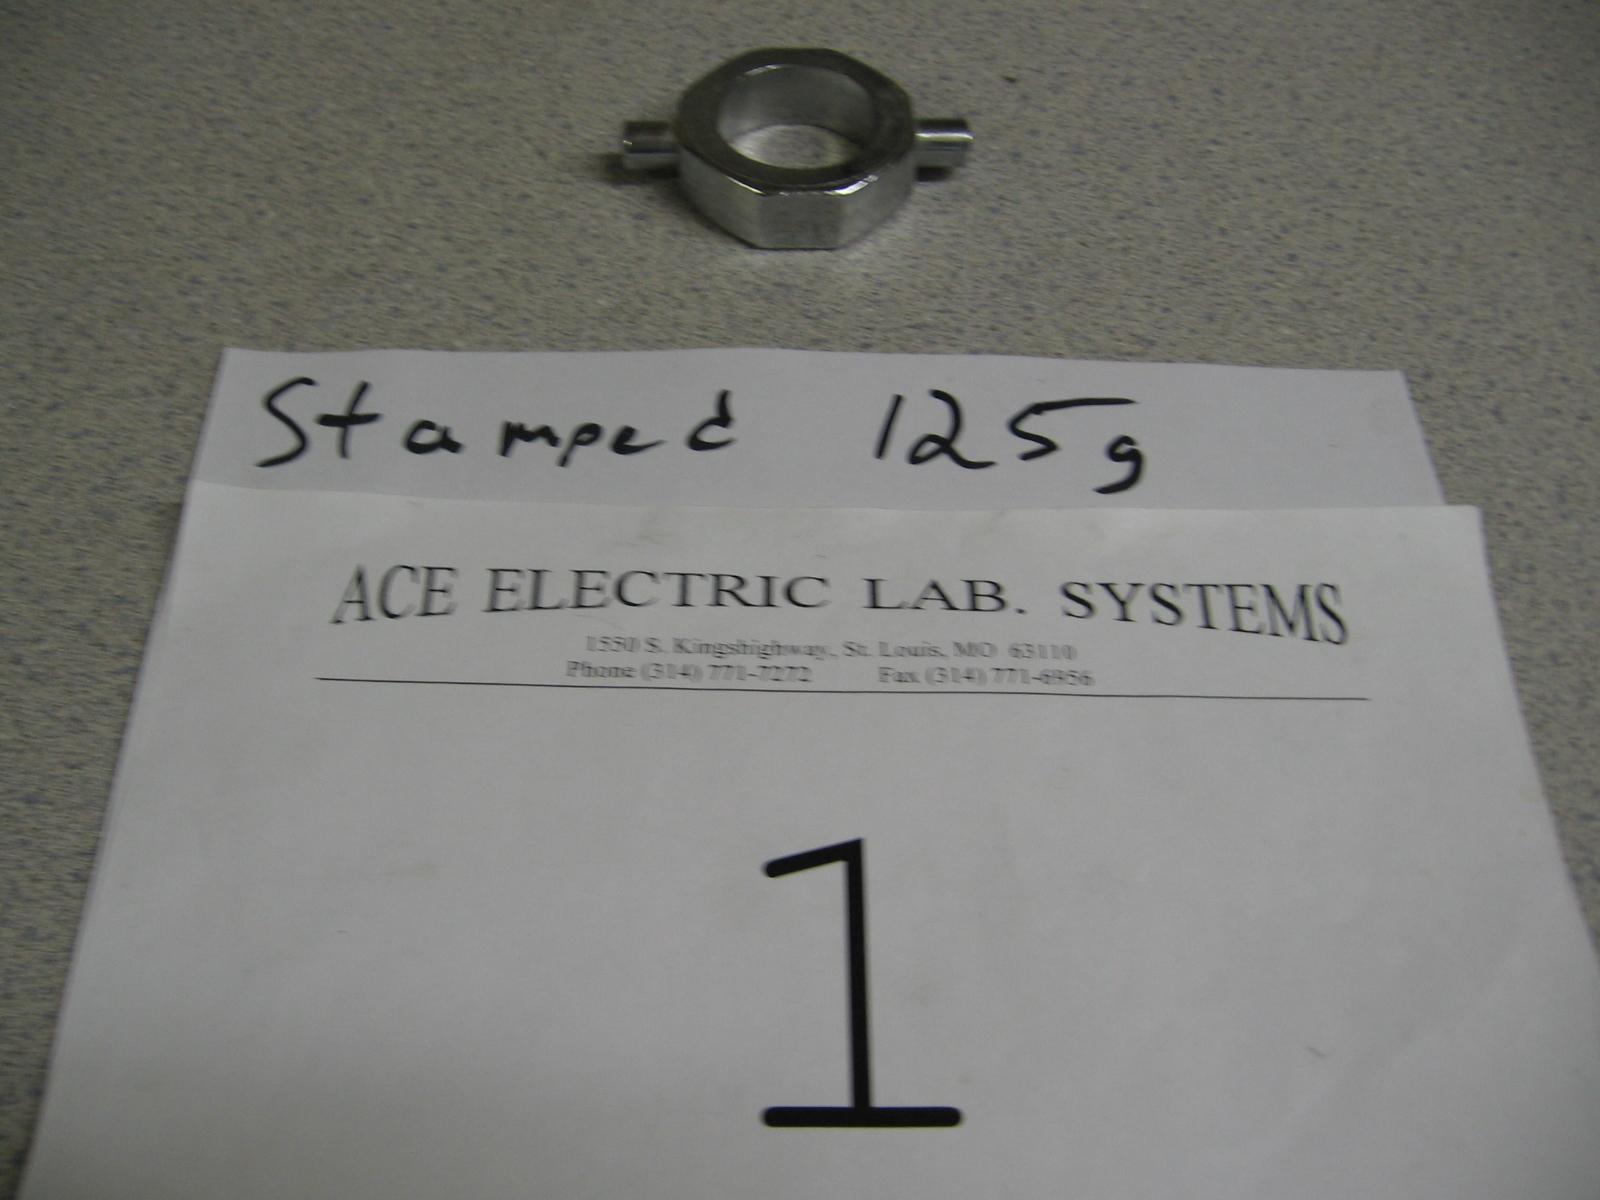 Stamped 125g
ACE ELECTRIC LAB. SYSTEMS
1550 S. Kingshighway, St. Louis, MO 63110
Phone (314) 771-7272 Fax (314) 771-6956
1